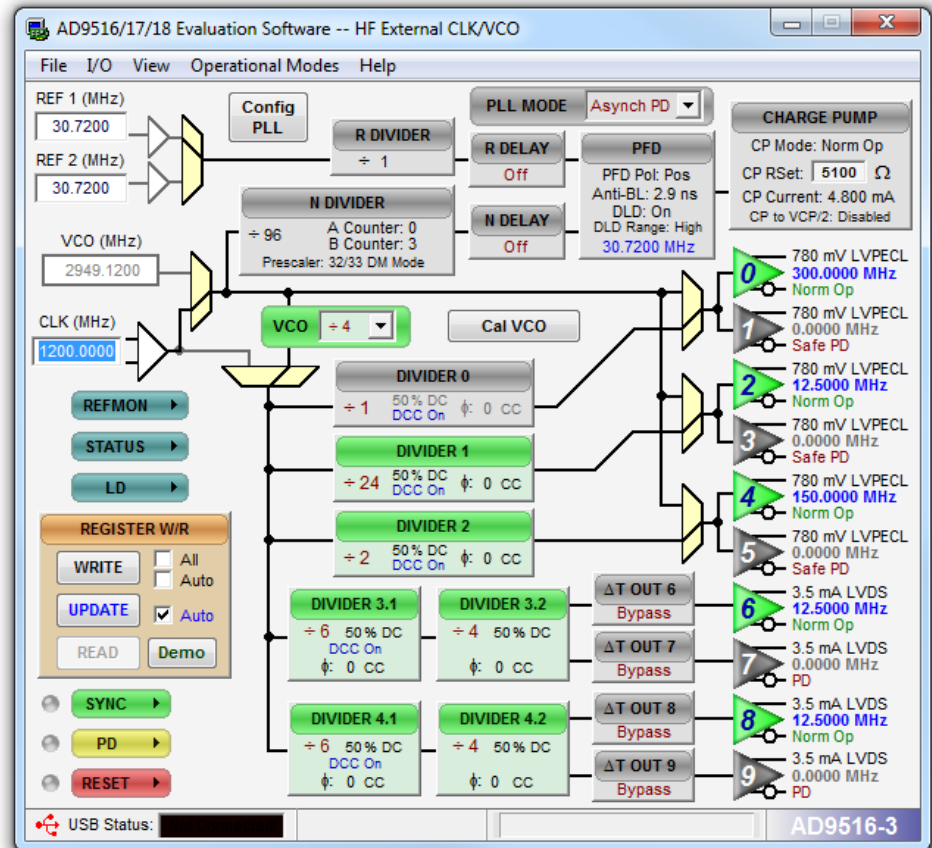 AD9516/17/18 Evaluation Software -- HF External CLK/VCO
File I/O View Operational Modes Help
REF 1 (MHz)
30.7200
REF 2 (MHz)
30.7200
Config
PLL
R DIVIDER
÷ 1
PLL MODE Asynch PD
R DELAY
Off
PFD
PFD Pol: Pos
Anti-BL: 2.9 ns
DLD: On
DLD Range: High
30.7200 MHz
CHARGE PUMP
CP Mode: Norm Op
CP RSet: 5100 Ω
CP Current: 4.800 mA
CP to VCP/2: Disabled
N DIVIDER
÷ 96 A Counter: 0
B Counter: 3
Prescaler: 32/33 DM Mode
N DELAY
Off
VCO (MHz)
2949.1200
CLK (MHz)
1200.0000
VCO ÷ 4
Cal VCO
DIVIDER 0
÷ 1 50% DC ϕ: 0 CC
DCC On
DIVIDER 1
÷ 24 50% DC ϕ: 0 CC
DCC On
DIVIDER 2
÷ 2 50% DC ϕ: 0 CC
DCC On
DIVIDER 3.1
÷ 6 50% DC
DCC On
ϕ: 0 CC
DIVIDER 3.2
÷ 4 50% DC
ϕ: 0 CC
DIVIDER 4.1
÷ 6 50% DC
DCC On
ϕ: 0 CC
DIVIDER 4.2
÷ 4 50% DC
ϕ: 0 CC
ΔT OUT 6
Bypass
ΔT OUT 7
Bypass
ΔT OUT 8
Bypass
ΔT OUT 9
Bypass
0
780 mV LVPECL
300.0000 MHz
Norm Op
1
780 mV LVPECL
0.0000 MHz
Safe PD
2
780 mV LVPECL
12.5000 MHz
Norm Op
3
780 mV LVPECL
0.0000 MHz
Safe PD
4
780 mV LVPECL
150.0000 MHz
Norm Op
5
780 mV LVPECL
0.0000 MHz
Safe PD
6
3.5 mA LVDS
12.5000 MHz
Norm Op
7
3.5 mA LVDS
0.0000 MHz
PD
8
3.5 mA LVDS
12.5000 MHz
Norm Op
9
3.5 mA LVDS
0.0000 MHz
PD
REFMON
STATUS
LD
REGISTER W/R
WRITE All
Auto
UPDATE Auto
READ Demo
SYNC
PD
RESET
USB Status:
AD9516-3